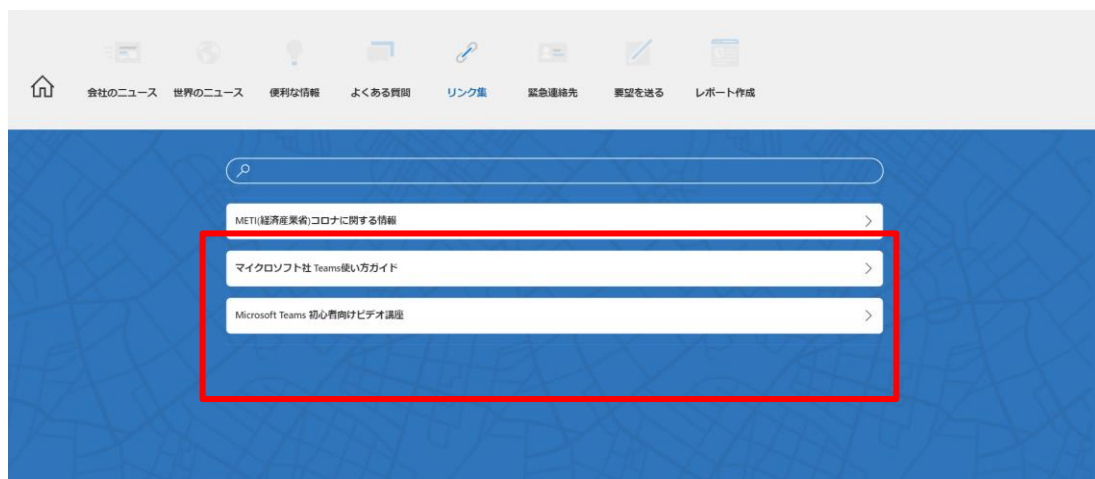 会社のニュース 世界のニュース 便利な情報 よくある質問 リンク集 緊急連絡先 要望を送る レポート作成
METI(経済産業省)コロナに関する情報
マイクロソフト社 Teams使い方ガイド
Microsoft Teams 初心者向けビデオ講座